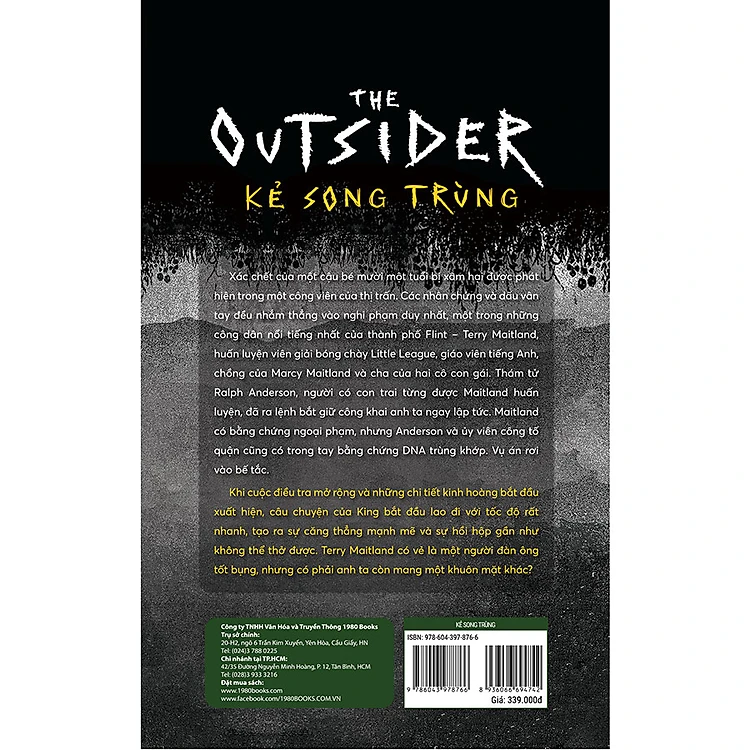 THE
OUTSIDER
KẺ SONG TRÙNG
Xác chết của một cậu bé mười một tuổi bị xâm hại được phát
hiện trong một công viên của thị trấn. Các nhân chứng và dấu vân
tay đều nhắm thẳng vào nghi phạm duy nhất, một trong những
công dân nổi tiếng nhất của thành phố Flint – Terry Maitland,
huấn luyện viên giải bóng chày Little League, giáo viên tiếng Anh,
chồng của Marcy Maitland và cha của hai cô con gái. Thám tử
Ralph Anderson, người có con trai từng được Maitland huấn
luyện, đã ra lệnh bắt giữ công khai anh ta ngay lập tức. Maitland
có bằng chứng ngoại phạm, nhưng Anderson và ủy viên công tố
quận cũng có trong tay bằng chứng DNA trùng khớp. Vụ án rơi
vào bế tắc.
Khi cuộc điều tra mở rộng và những chi tiết kinh hoàng bắt đầu
xuất hiện, câu chuyện của King bắt đầu lao đi với tốc độ rất
nhanh, tạo ra sự căng thẳng mạnh mẽ và sự hồi hộp gần như
không thể thở được. Terry Maitland có vẻ là một người đàn ông
tốt bụng, nhưng có phải anh ta còn mang một khuôn mặt khác?
Công ty TNHH Văn Hóa và Truyền Thông 1980 Books
Trụ sở chính:
20-H2, ngõ 6 Trần Kim Xuyến, Yên Hòa, Cầu Giấy, HN
Tel: (024)3 788 0225
Chi nhánh tại TP.HCM:
42/35 Đường Nguyễn Minh Hoàng, P. 12, Tân Bình, HCM
Tel: (028)3 933 3216
Đặt mua sách:
www.1980books.com
www.facebook.com/1980BOOKS.COM.VN
KẺ SONG TRÙNG
ISBN: 978-604-397-876-6
9 786043 978766
8 936066 694742
Giá: 339.000đ